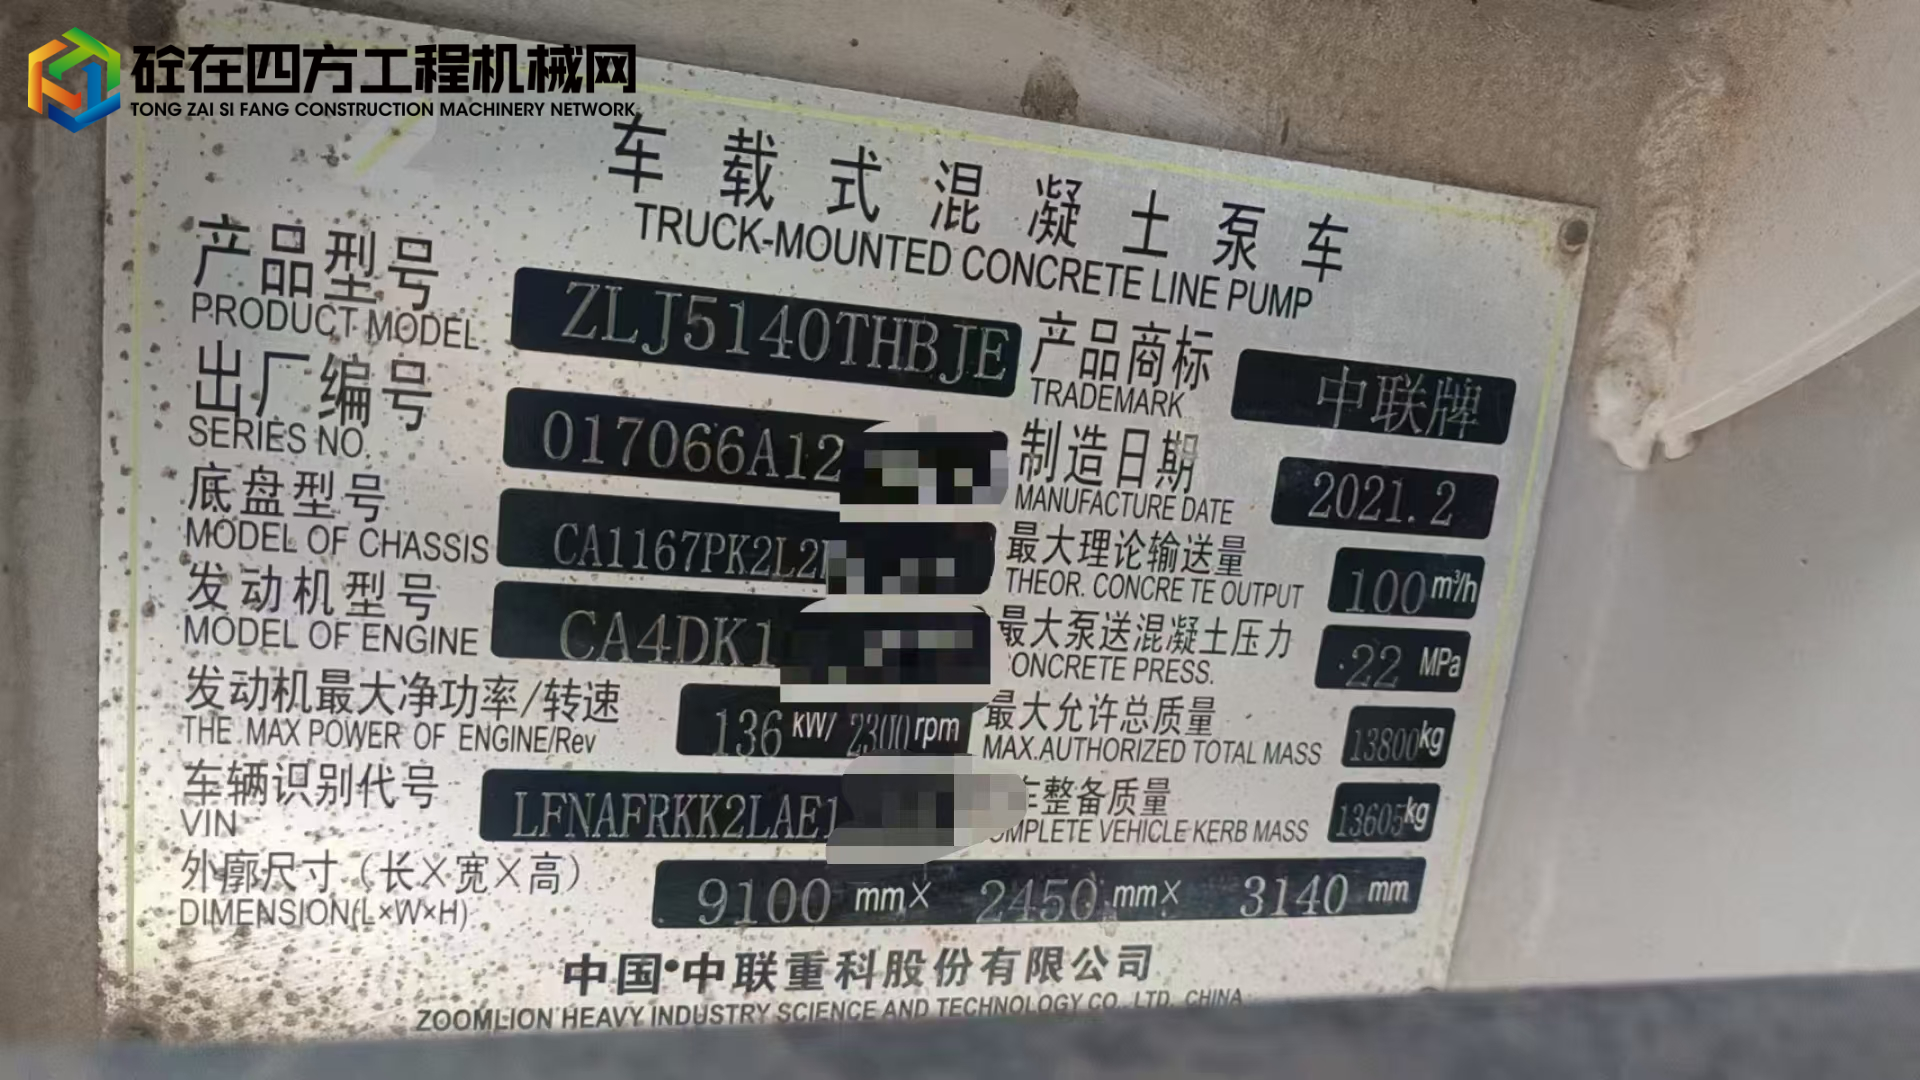 砼在四方工程机械网
TONG ZAI SI FANG CONSTRUCTION MACHINERY NETWORK
车载式混凝土泵车
TRUCK-MOUNTED CONCRETE LINE PUMP
产品型号 ZLJ5140THBJE 产品商标 中联牌
PRODUCT MODEL TRADEMARK
出厂编号 017066A12 制造日期 2021.2
SERIES NO. MANUFACTURE DATE
底盘型号 CA1167PK2L2 最大理论输送量 100 m³/h
MODEL OF CHASSIS THEOR. CONCRE TE OUTPUT
发动机型号 CA4DK1 最大泵送混凝土压力 22 MPa
MODEL OF ENGINE CONCRETE PRESS.
发动机最大净功率/转速 136 kW/ 2300 rpm 最大允许总质量 13800 kg
THE MAX POWER OF ENGINE/Rev MAX.AUTHORIZED TOTAL MASS
车辆识别代号 LFNAFRKK2LAE1 整备质量 13605 kg
VIN OMPLETE VEHICLE KERB MASS
外廓尺寸（长×宽×高） 9100 mm× 2450 mm× 3140 mm
DIMENSION(L×W×H)
中国·中联重科股份有限公司
ZOOMLION HEAVY INDUSTRY SCIENCE AND TECHNOLOGY CO., LTD. CHINA